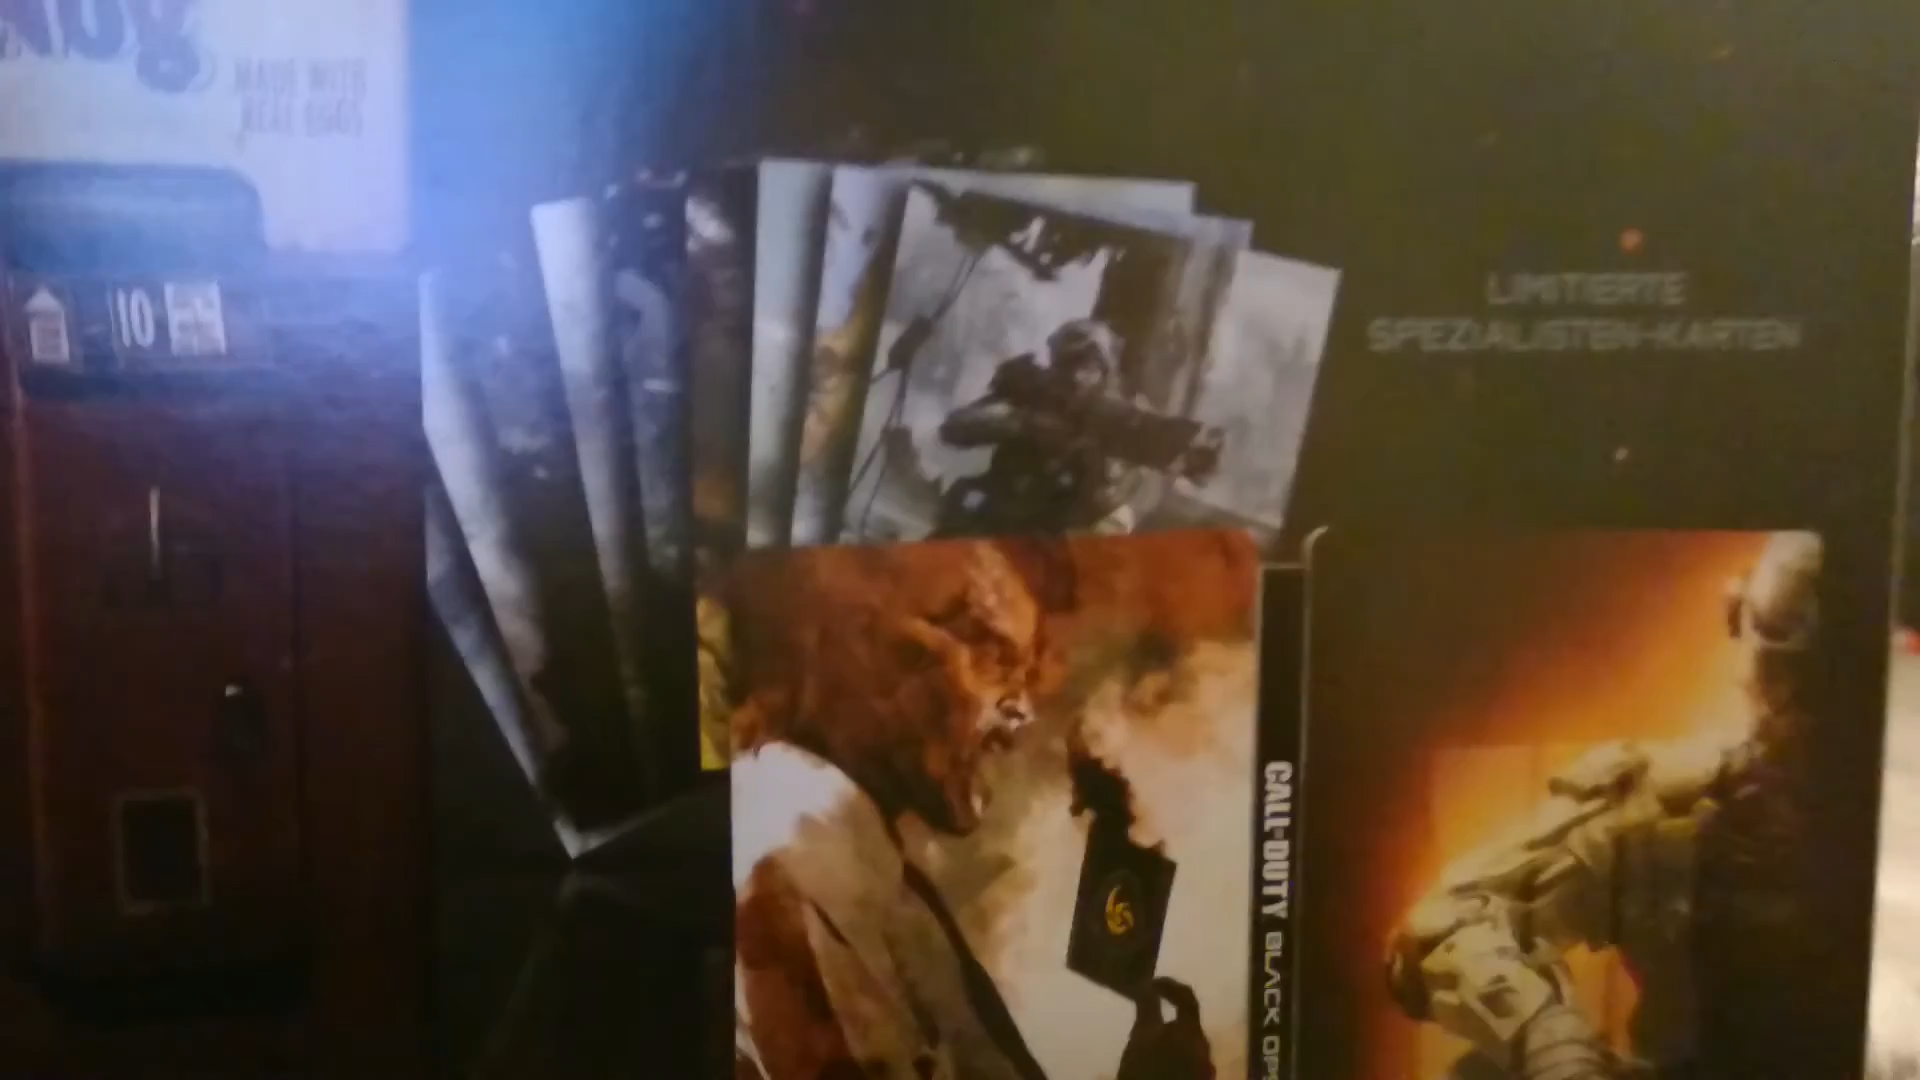 MADE WITH
REAL EGGS
10
LIMITIERTE
SPEZIALISTEN-KARTEN
CALL OF DUTY BLACK OPS